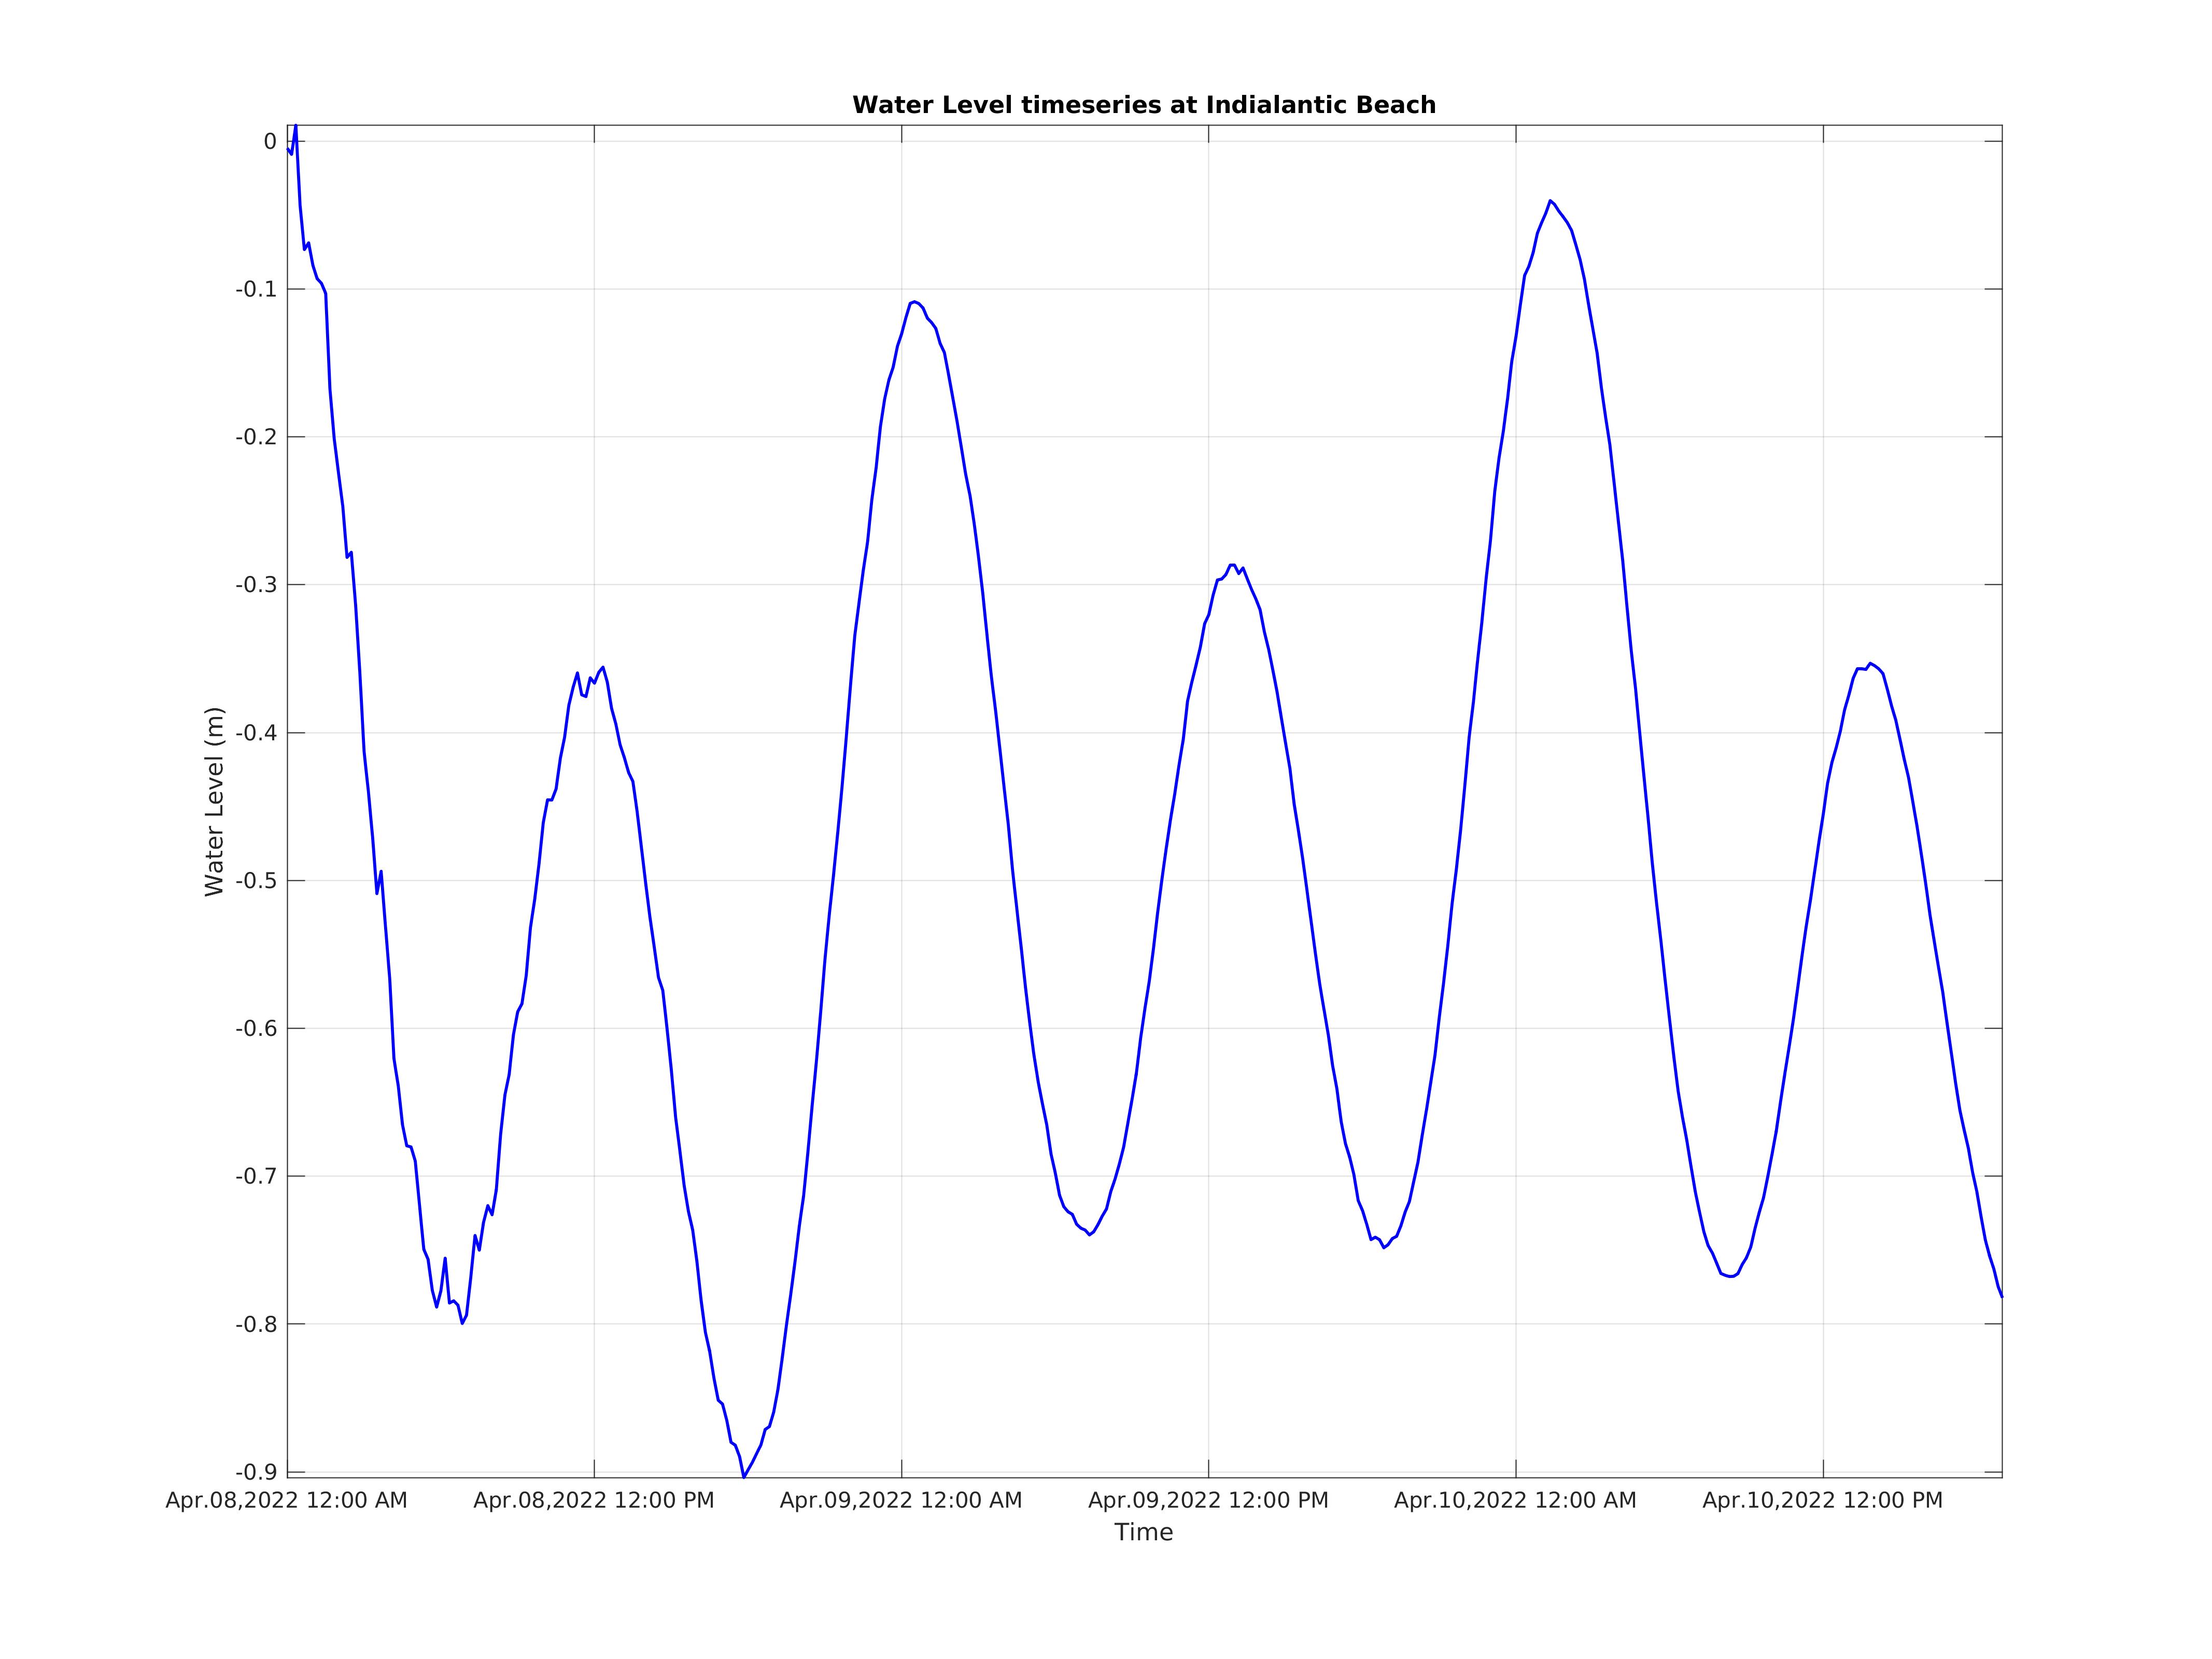 Water Level timeseries at Indialantic Beach
0
-0.1
-0.2
-0.3
-0.4
-0.5
-0.6
-0.7
-0.8
-0.9
Water Level (m)
Apr.08,2022 12:00 AM Apr.08,2022 12:00 PM Apr.09,2022 12:00 AM Apr.09,2022 12:00 PM Apr.10,2022 12:00 AM Apr.10,2022 12:00 PM
Time